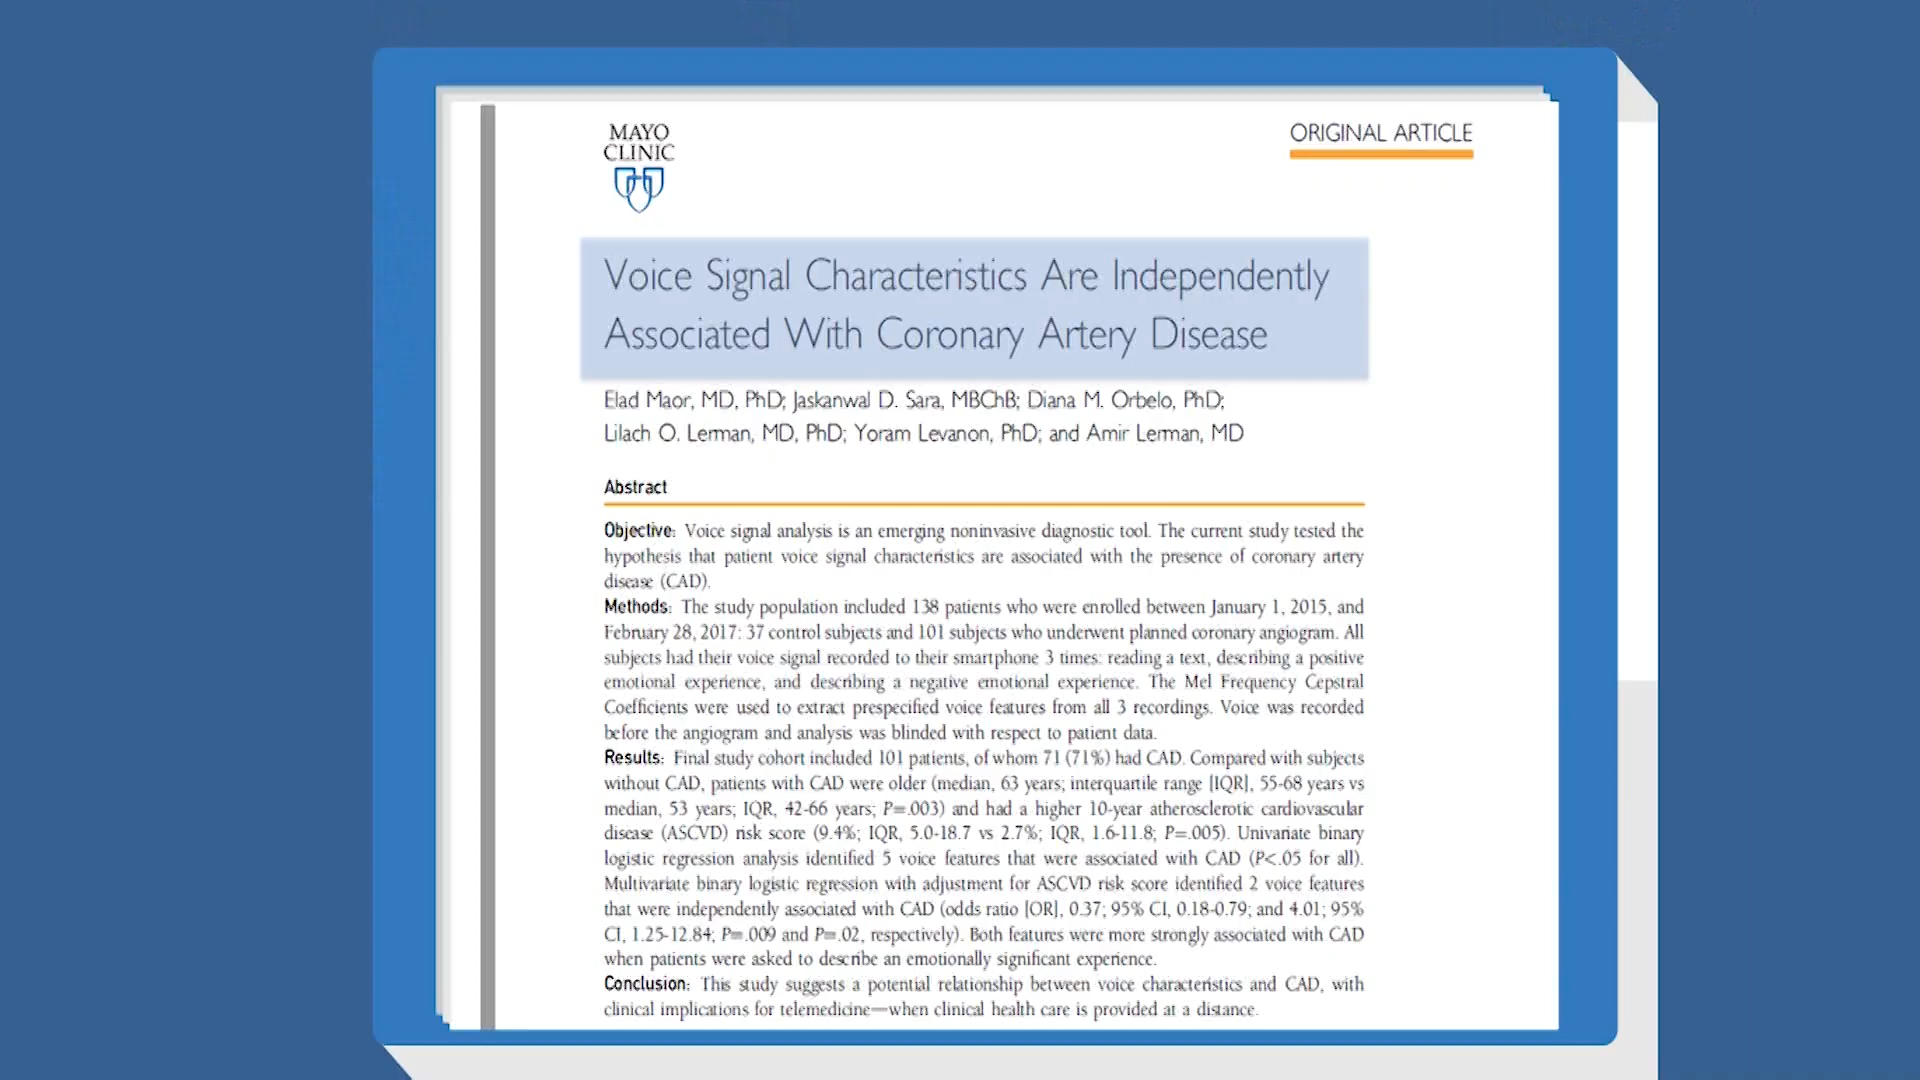 MAYO
CLINIC
ORIGINAL ARTICLE
Voice Signal Characteristics Are Independently
Associated With Coronary Artery Disease
Elad Maor, MD, PhD; Jaskanwal D. Sara, MBChB; Diana M. Orbelo, PhD;
Lilach O. Lerman, MD, PhD; Yoram Levanon, PhD; and Amir Lerman, MD
Abstract
Objective: Voice signal analysis is an emerging noninvasive diagnostic tool. The current study tested the
hypothesis that patient voice signal characteristics are associated with the presence of coronary artery
disease (CAD).
Methods: The study population included 138 patients who were enrolled between January 1, 2015, and
February 28, 2017: 37 control subjects and 101 subjects who underwent planned coronary angiogram. All
subjects had their voice signal recorded to their smartphone 3 times: reading a text, describing a positive
emotional experience, and describing a negative emotional experience. The Mel Frequency Cepstral
Coefficients were used to extract prespecified voice features from all 3 recordings. Voice was recorded
before the angiogram and analysis was blinded with respect to patient data.
Results: Final study cohort included 101 patients, of whom 71 (71%) had CAD. Compared with subjects
without CAD, patients with CAD were older (median, 63 years; interquartile range [IQR], 55-68 years vs
median, 53 years; IQR, 42-66 years; P=.003) and had a higher 10-year atherosclerotic cardiovascular
disease (ASCVD) risk score (9.4%; IQR, 5.0-18.7 vs 2.7%; IQR, 1.6-11.8; P=.005). Univariate binary
logistic regression analysis identified 5 voice features that were associated with CAD (P<.05 for all).
Multivariate binary logistic regression with adjustment for ASCVD risk score identified 2 voice features
that were independently associated with CAD (odds ratio [OR], 0.37; 95% CI, 0.18-0.79; and 4.01; 95%
CI, 1.25-12.84; P=.009 and P=.02, respectively). Both features were more strongly associated with CAD
when patients were asked to describe an emotionally significant experience.
Conclusion: This study suggests a potential relationship between voice characteristics and CAD, with
clinical implications for telemedicine—when clinical health care is provided at a distance.